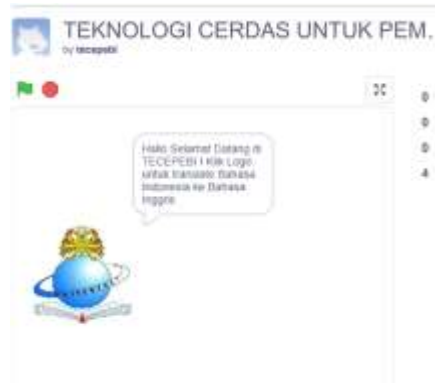 TEKNOLOGI CERDAS UNTUK PEM.
by tecepebi
Hallo Selamat Datang di
TECEPEBI ! Klik Logo
untuk translate Bahasa
Indonesia ke Bahasa
Inggris
0
0
0
4